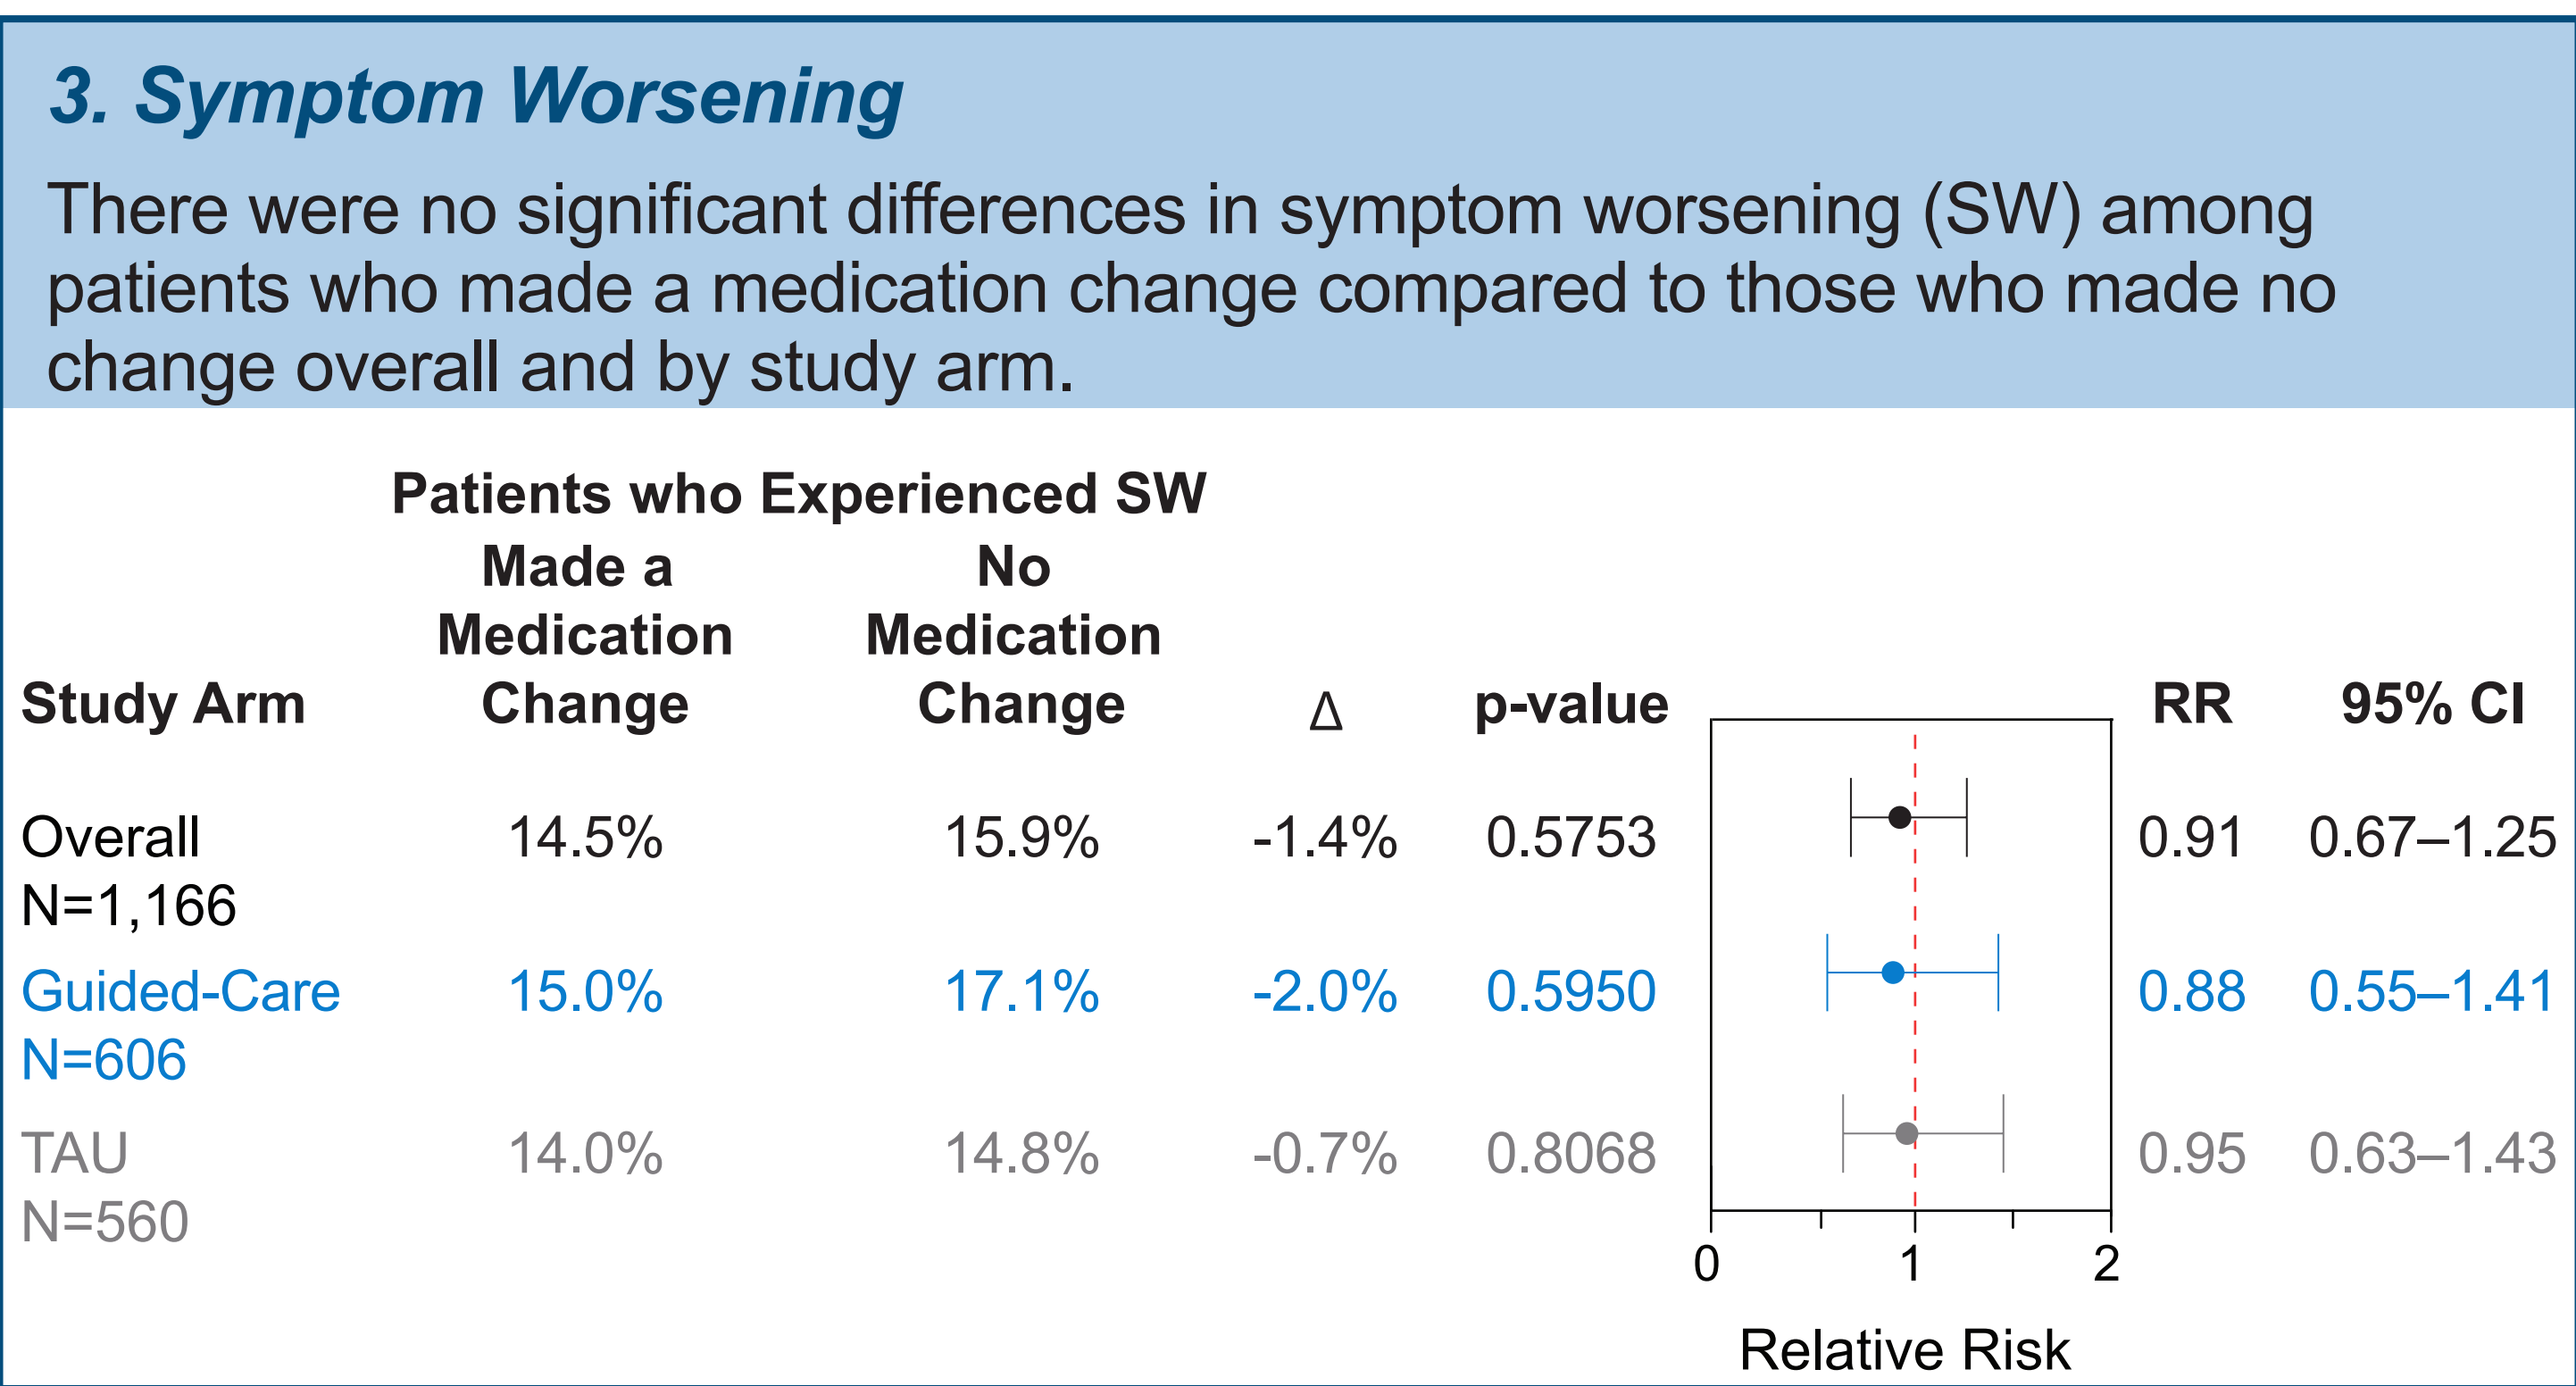 3. Symptom Worsening
There were no significant differences in symptom worsening (SW) among
patients who made a medication change compared to those who made no
change overall and by study arm.
Patients who Experienced SW
Made a No
Medication Medication
Study Arm Change Change Δ p-value RR 95% CI
Overall 14.5% 15.9% -1.4% 0.5753 0.91 0.67–1.25
N=1,166
Guided-Care 15.0% 17.1% -2.0% 0.5950 0.88 0.55–1.41
N=606
TAU 14.0% 14.8% -0.7% 0.8068 0.95 0.63–1.43
N=560
0 1 2
Relative Risk